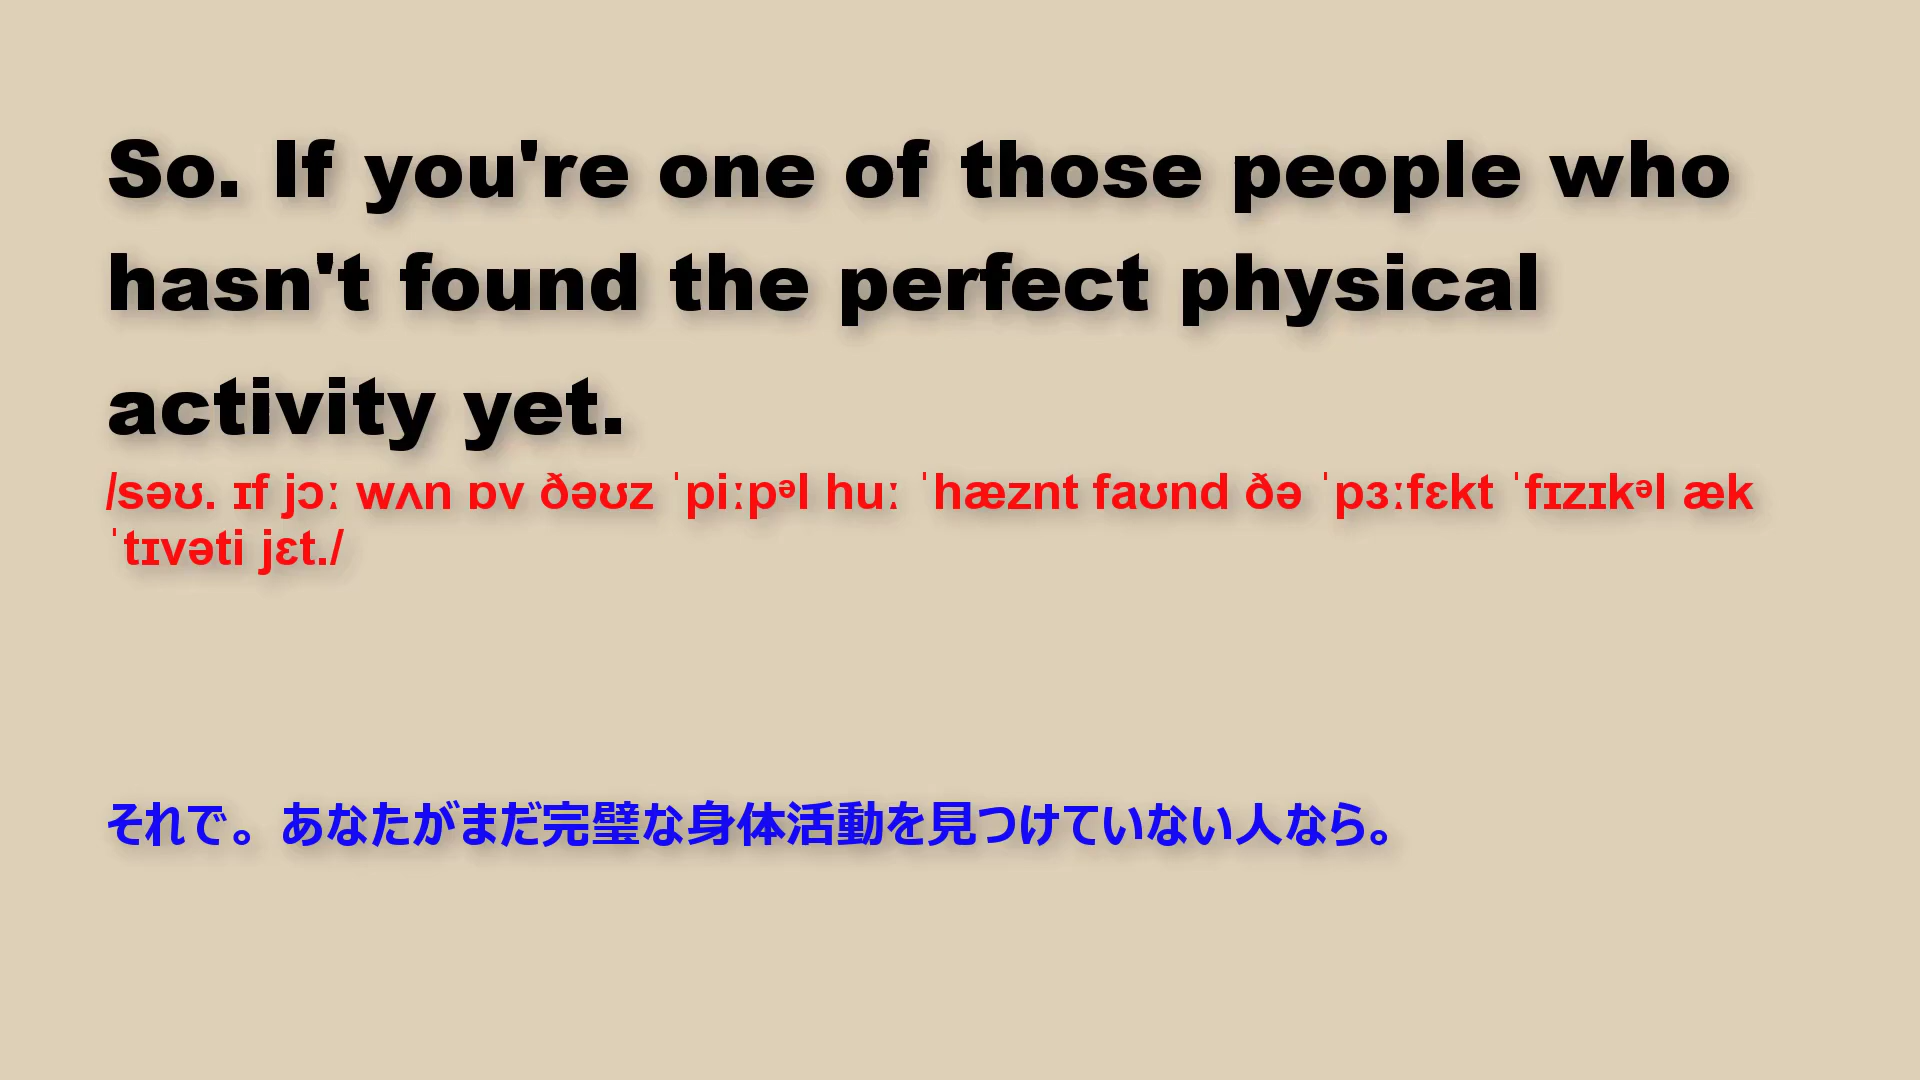 So. If you're one of those people who
hasn't found the perfect physical
activity yet.
/səʊ. ɪf jɔː wʌn ɒv ðəʊz ˈpiːpᵊl huː ˈhæznt faʊnd ðə ˈpɜːfɛkt ˈfɪzɪkᵊl æk
ˈtɪvəti jɛt./
それで。あなたがまだ完璧な身体活動を見つけていない人なら。